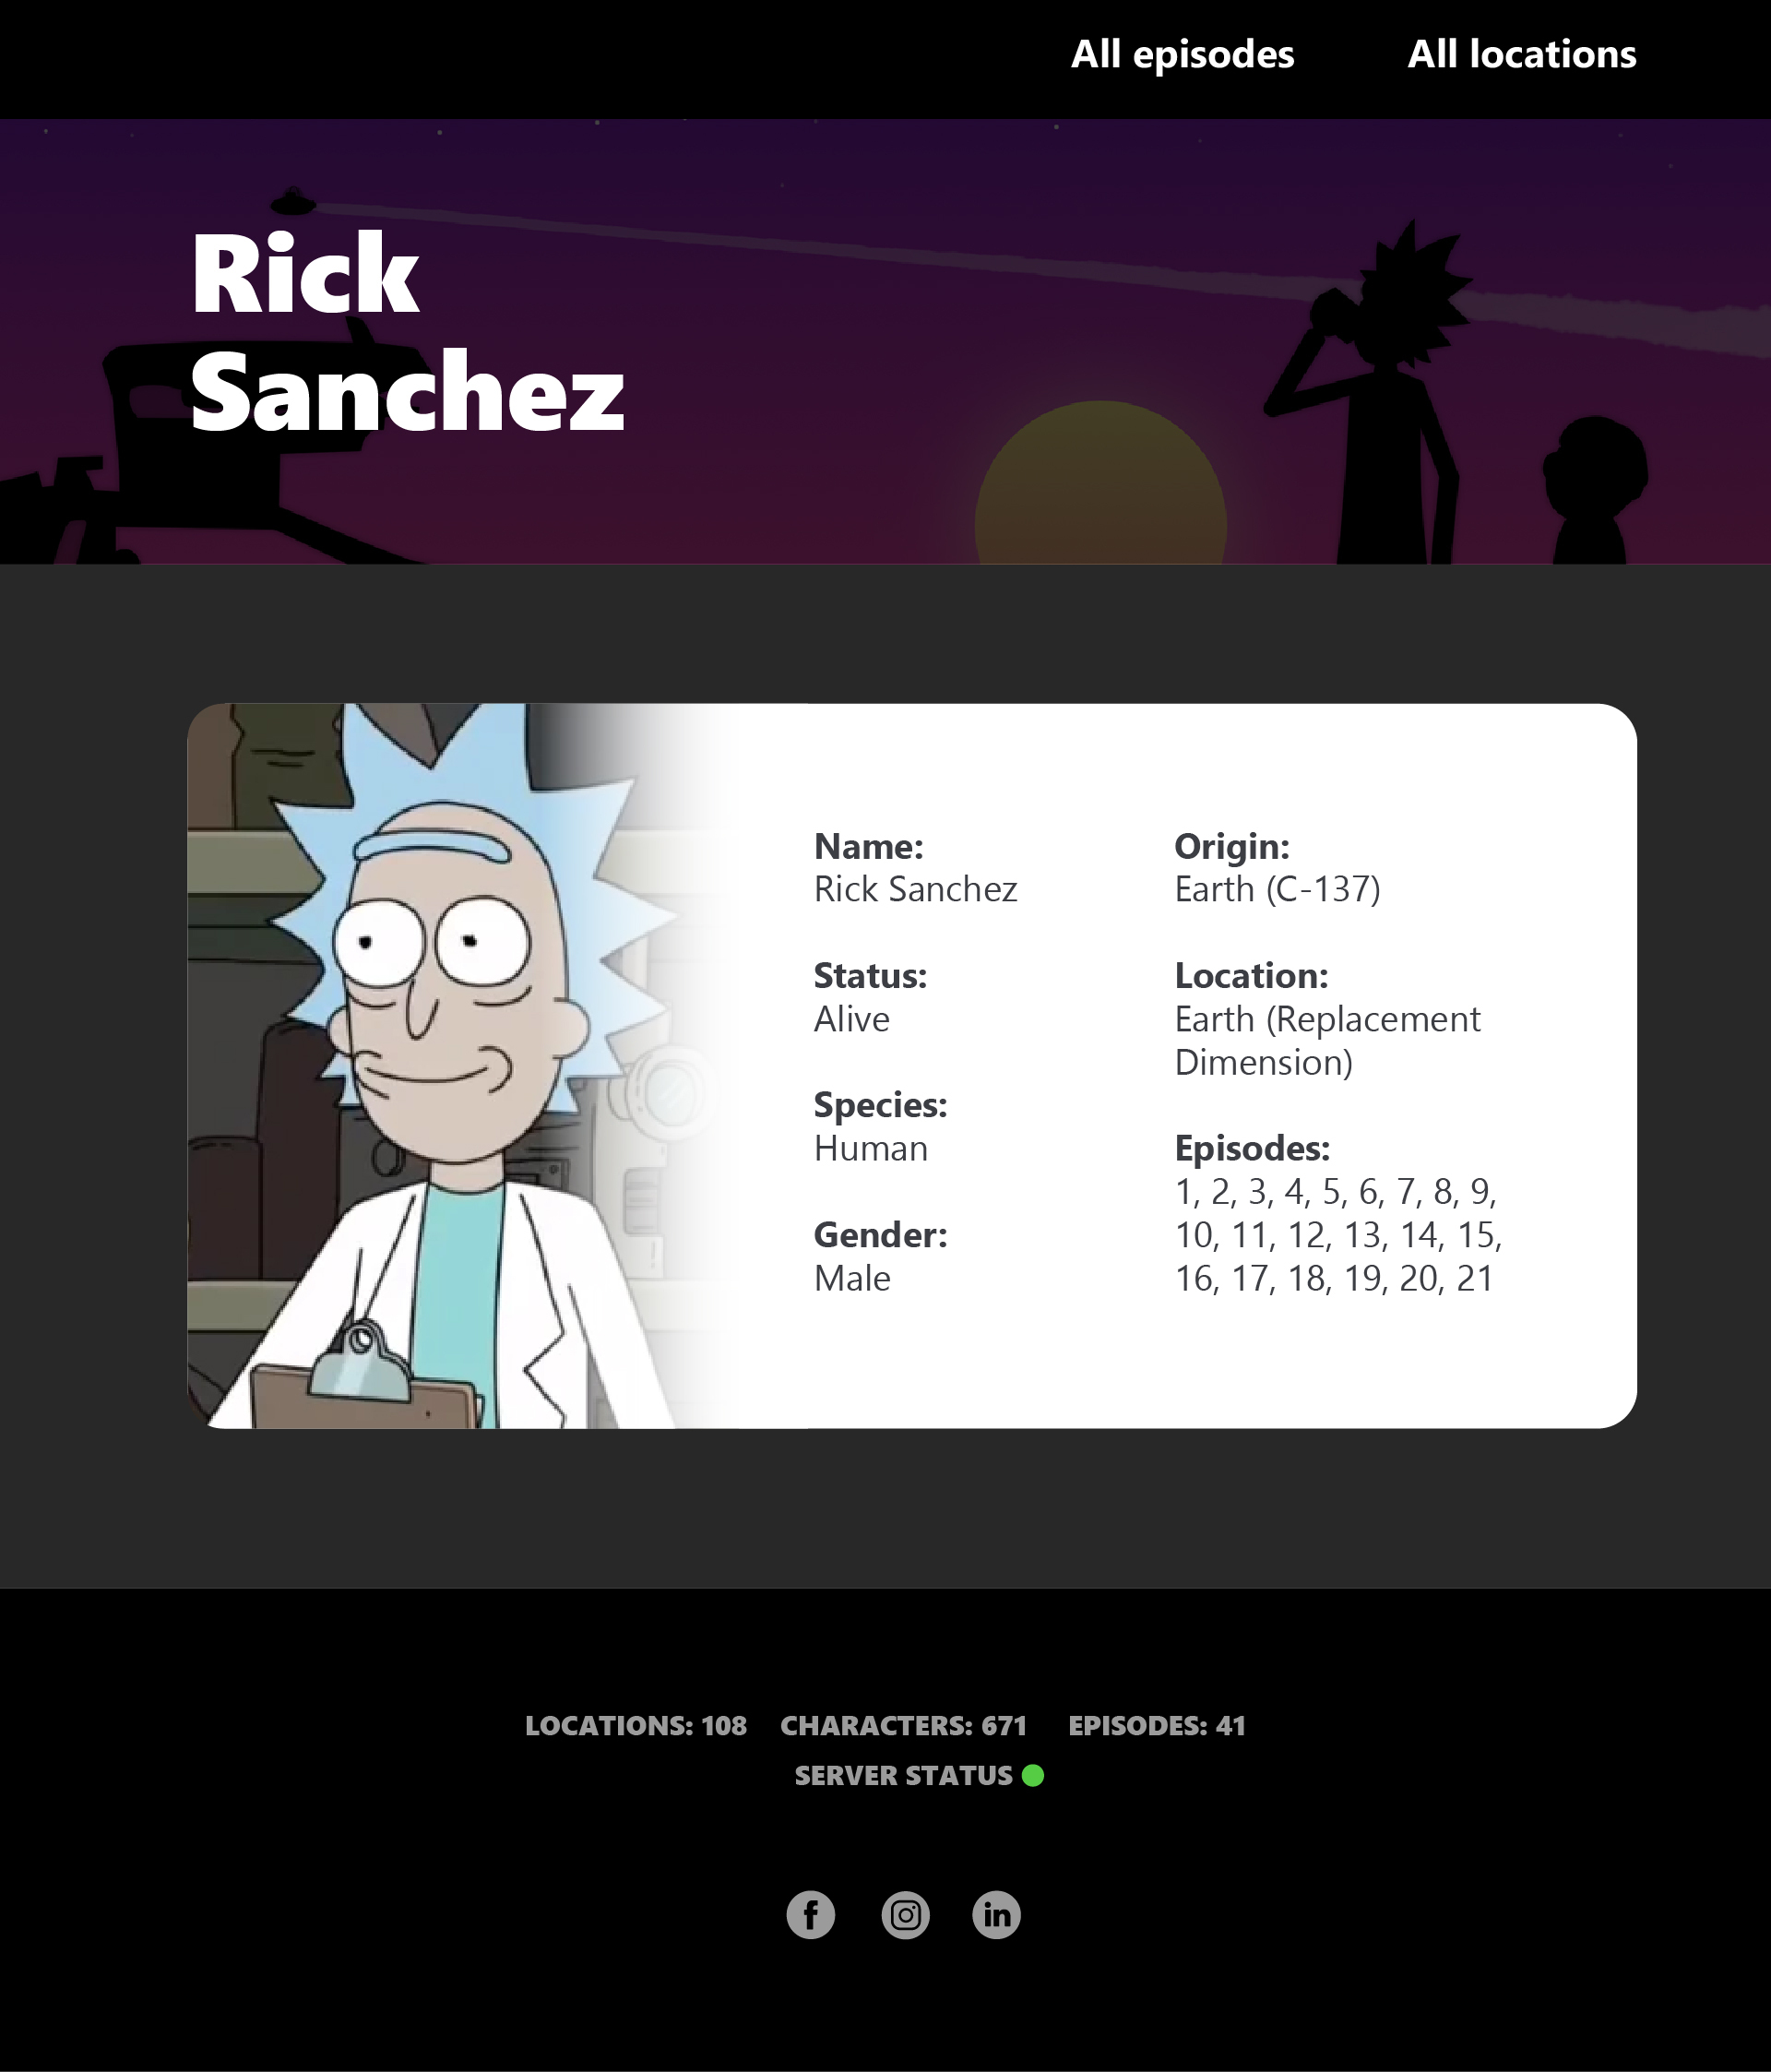 All episodes All locations
Rick
Sanchez
Name:
Rick Sanchez
Status:
Alive
Species:
Human
Gender:
Male
Origin:
Earth (C-137)
Location:
Earth (Replacement
Dimension)
Episodes:
1, 2, 3, 4, 5, 6, 7, 8, 9,
10, 11, 12, 13, 14, 15,
16, 17, 18, 19, 20, 21
LOCATIONS: 108 CHARACTERS: 671 EPISODES: 41
SERVER STATUS